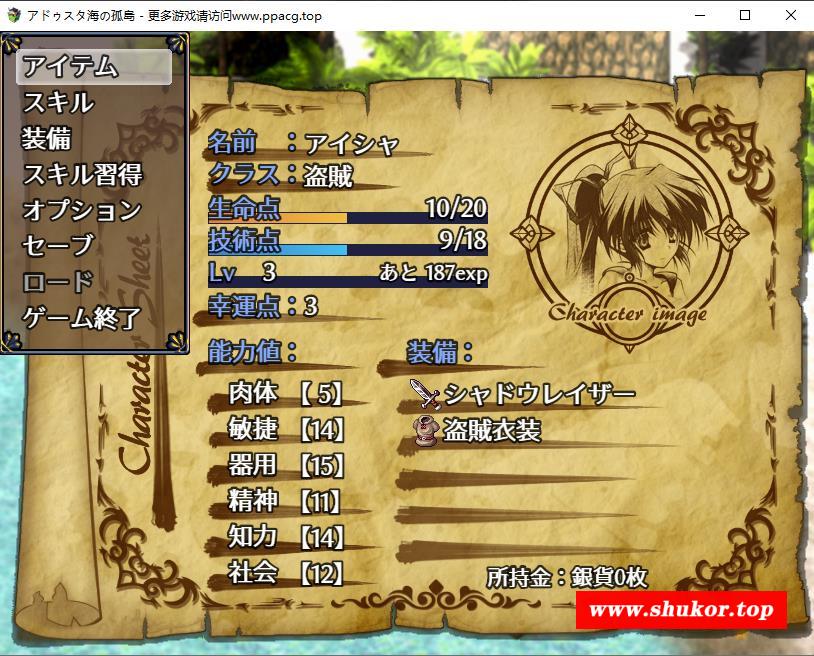 アドゥスタ海の孤島 - 更多游戏请访问www.ppacg.top
アイテム
スキル
装備
スキル習得
オプション
セーブ
ロード
ゲーム終了
Character Sheet
名前 ：アイシャ
クラス：盗賊
生命点 10/20
技術点 9/18
Lv 3 あと 187exp
幸運点：3
Character image
能力値：
肉体 【 5】
敏捷 【14】
器用 【15】
精神 【11】
知力 【14】
社会 【12】
装備：
シャドウレイザー
盗賊衣装
所持金：銀貨0枚
www.shukor.top